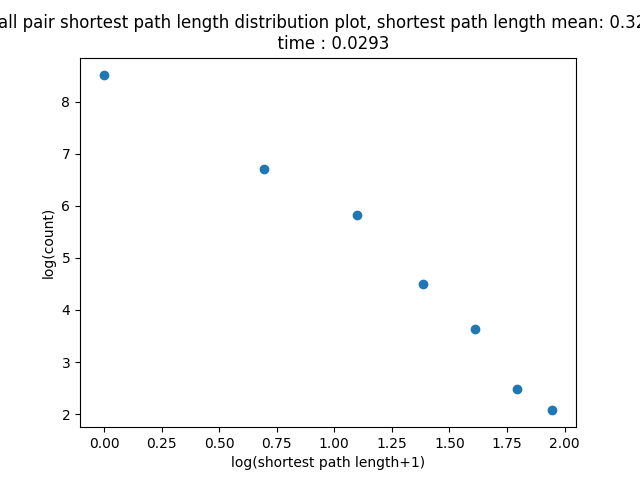 all pair shortest path length distribution plot, shortest path length mean: 0.32
time : 0.0293
log(count)
8
7
6
5
4
3
2
0.00 0.25 0.50 0.75 1.00 1.25 1.50 1.75 2.00
log(shortest path length+1)